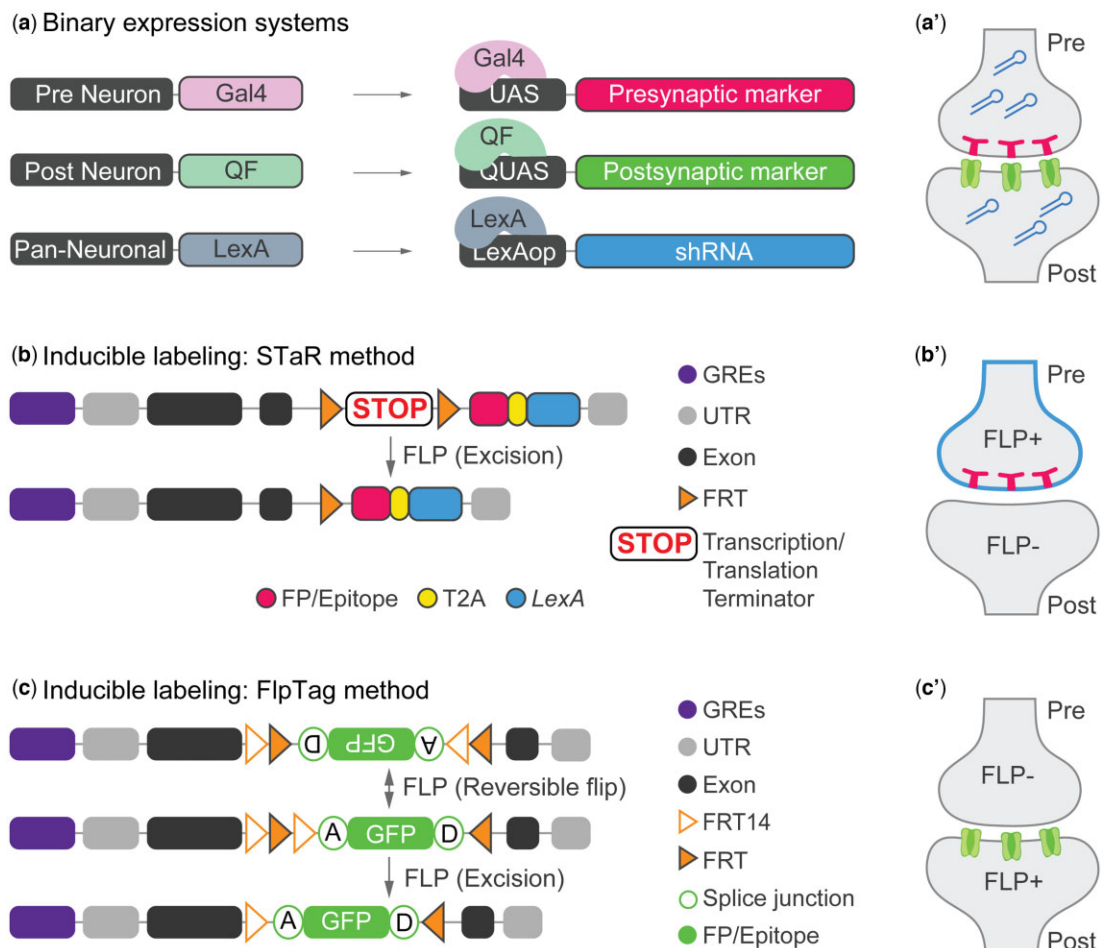 (a) Binary expression systems
(a')
Pre
Gal4
Pre Neuron
Gal4
UAS
Presynaptic marker
QF
Post Neuron
QF
QUAS
Postsynaptic marker
LexA
Pan-Neuronal
LexA
LexAop
shRNA
Post
(b) Inducible labeling: STaR method
STOP
FLP (Excision)
FP/Epitope
T2A
LexA
GREs
UTR
Exon
FRT
STOP
Transcription/
Translation
Terminator
(b')
Pre
FLP+
FLP-
Post
(c) Inducible labeling: FlpTag method
D
GFP
A
FLP (Reversible flip)
A
GFP
D
FLP (Excision)
A
GFP
D
GREs
UTR
Exon
FRT14
FRT
Splice junction
FP/Epitope
(c')
Pre
FLP-
FLP+
Post